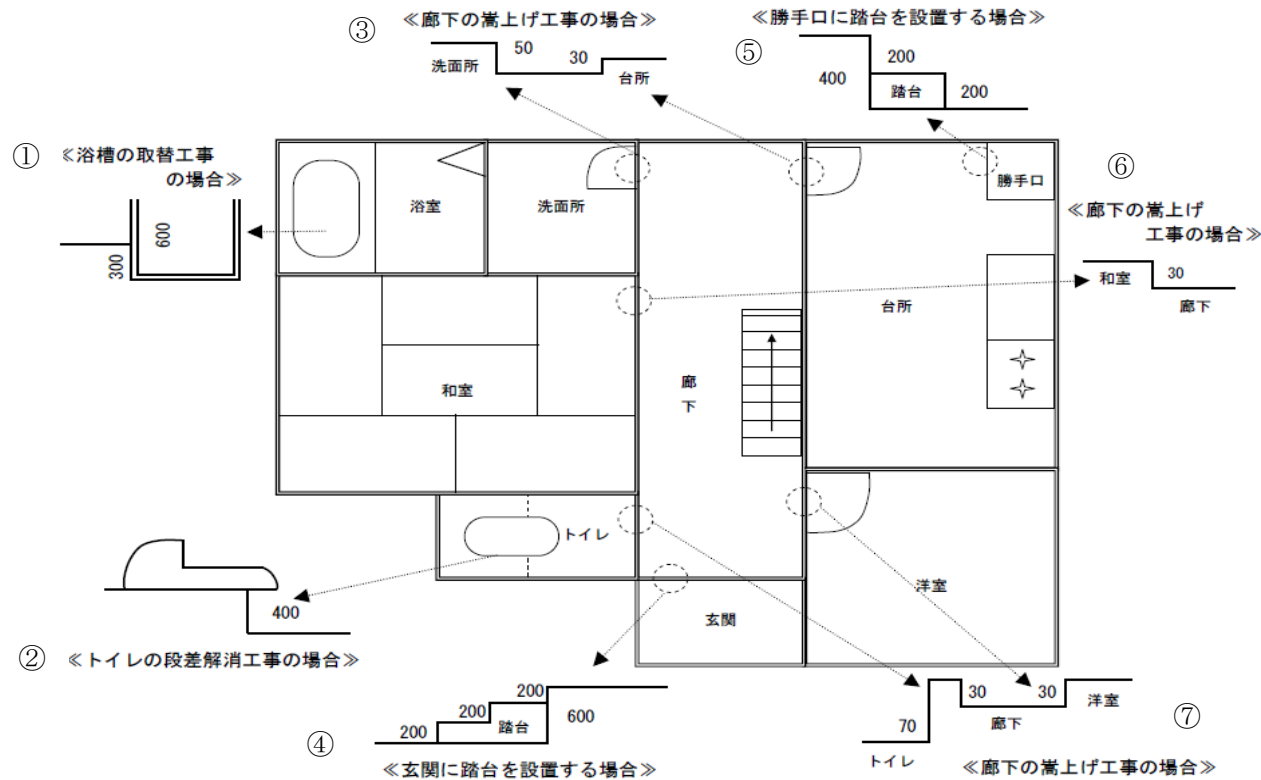 ③ ≪廊下の嵩上げ工事の場合≫
洗面所 50 30 台所
≪勝手口に踏台を設置する場合≫
⑤ 400 200 踏台 200
① ≪浴槽の取替工事
の場合≫
600
300
浴室
洗面所
勝手口
⑥
≪廊下の嵩上げ
工事の場合≫
和室 30
廊下
台所
和室
廊
下
トイレ
洋室
玄関
400
② ≪トイレの段差解消工事の場合≫
200
200
200 踏台 600
④
≪玄関に踏台を設置する場合≫
30 30 洋室
70 廊下
トイレ
⑦
≪廊下の嵩上げ工事の場合≫